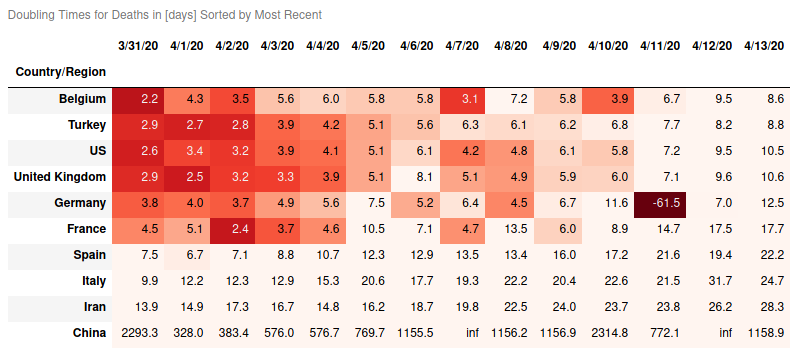 Doubling Times for Deaths in [days] Sorted by Most Recent
3/31/20 4/1/20 4/2/20 4/3/20 4/4/20 4/5/20 4/6/20 4/7/20 4/8/20 4/9/20 4/10/20 4/11/20 4/12/20 4/13/20
Country/Region
Belgium 2.2 4.3 3.5 5.6 6.0 5.8 5.8 3.1 7.2 5.8 3.9 6.7 9.5 8.6
Turkey 2.9 2.7 2.8 3.9 4.2 5.1 5.6 6.3 6.1 6.2 6.8 7.7 8.2 8.8
US 2.6 3.4 3.2 3.9 4.1 5.1 6.1 4.2 4.8 6.1 5.8 7.2 9.5 10.5
United Kingdom 2.9 2.5 3.2 3.3 3.9 5.1 8.1 5.1 4.9 5.9 6.0 7.1 9.6 10.6
Germany 3.8 4.0 3.7 4.9 5.6 7.5 5.2 6.4 4.5 6.7 11.6 -61.5 7.0 12.5
France 4.5 5.1 2.4 3.7 4.6 10.5 7.1 4.7 13.5 6.0 8.9 14.7 17.5 17.7
Spain 7.5 6.7 7.1 8.8 10.7 12.3 12.9 13.5 13.4 16.0 17.2 21.6 19.4 22.2
Italy 9.9 12.2 12.3 12.9 15.3 20.6 17.7 19.3 22.2 20.4 22.6 21.5 31.7 24.7
Iran 13.9 14.9 17.3 16.7 14.8 16.2 18.7 19.8 22.5 24.0 23.7 23.8 26.2 28.3
China 2293.3 328.0 383.4 576.0 576.7 769.7 1155.5 inf 1156.2 1156.9 2314.8 772.1 inf 1158.9